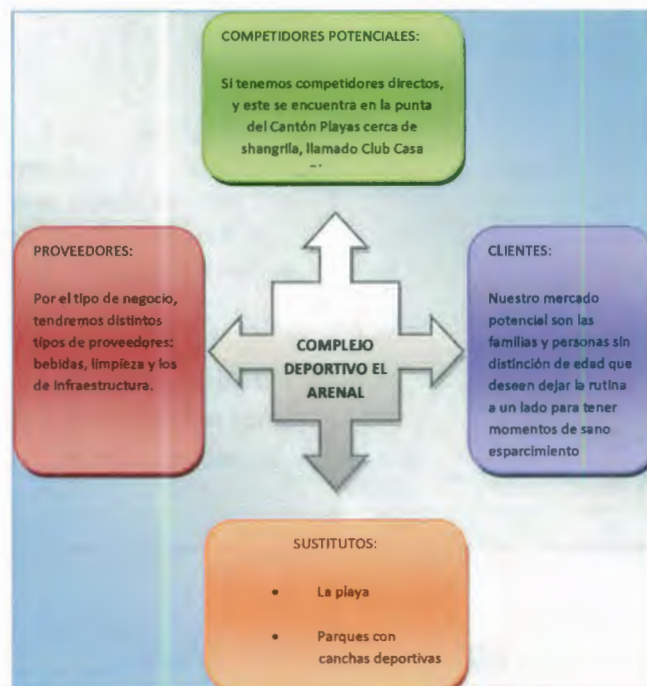 COMPETIDORES POTENCIALES:
Si tenemos competidores directos,
y este se encuentra en la punta
del Cantón Playas cerca de
shangrila, llamado Club Casa
PROVEEDORES:
Por el tipo de negocio,
tendremos distintos
tipos de proveedores:
bebidas, limpieza y los
de infraestructura.
COMPLEJO
DEPORTIVO EL
ARENAL
CLIENTES:
Nuestro mercado
potencial son las
familias y personas sin
distinción de edad que
deseen dejar la rutina
a un lado para tener
momentos de sano
esparcimiento
SUSTITUTOS:
• La playa
• Parques con
canchas deportivas